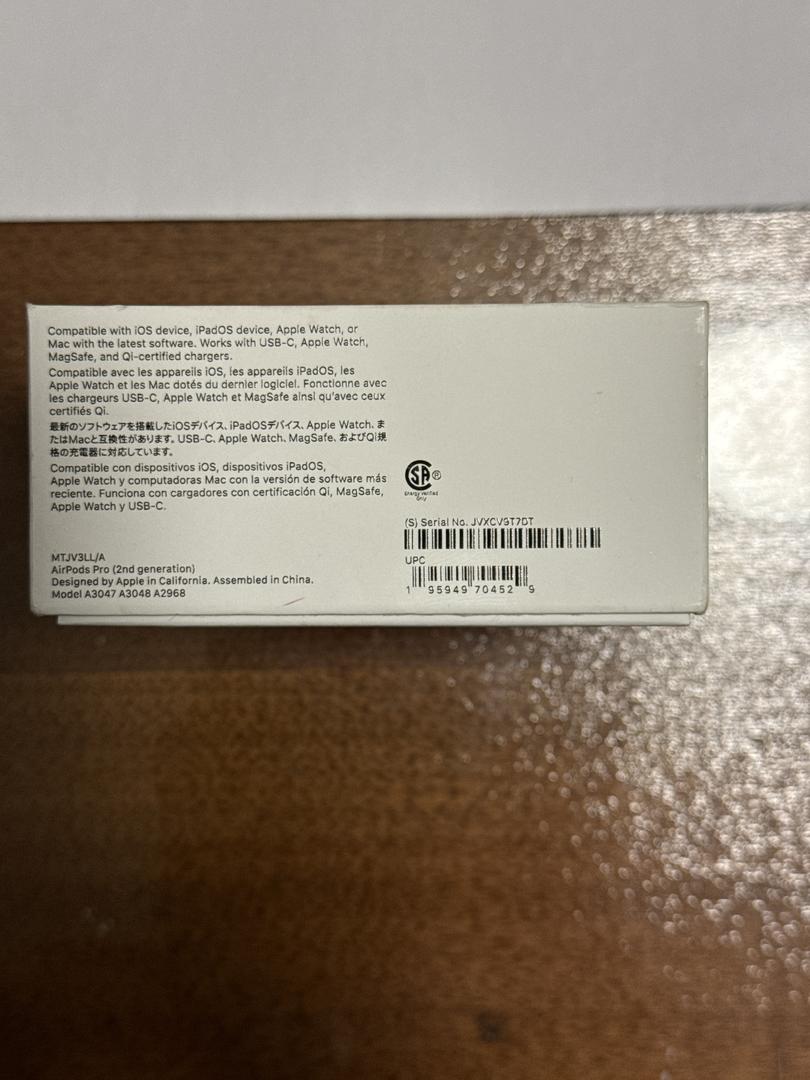 Compatible with iOS device, iPadOS device, Apple Watch, or
Mac with the latest software. Works with USB-C, Apple Watch,
MagSafe, and Qi-certified chargers.
Compatible avec les appareils iOS, les appareils iPadOS, les
Apple Watch et les Mac dotés du dernier logiciel. Fonctionne avec
les chargeurs USB-C, Apple Watch et MagSafe ainsi qu'avec ceux
certifiés Qi.
最新のソフトウェアを搭載したiOSデバイス、iPadOSデバイス、Apple Watch、ま
たはMacと互換性があります。USB-C、Apple Watch、MagSafe、およびQi規
格の充電器に対応しています。
Compatible con dispositivos iOS, dispositivos iPadOS,
Apple Watch y computadoras Mac con la versión de software más
reciente. Funciona con cargadores con certificación Qi, MagSafe,
Apple Watch y USB-C.
MTJV3LL/A
AirPods Pro (2nd generation)
Designed by Apple in California. Assembled in China.
Model A3047 A3048 A2968
SA ®
Energy Verified
Only
(S) Serial No. JVXCV9T7DT
UPC
1 95949 70452 9